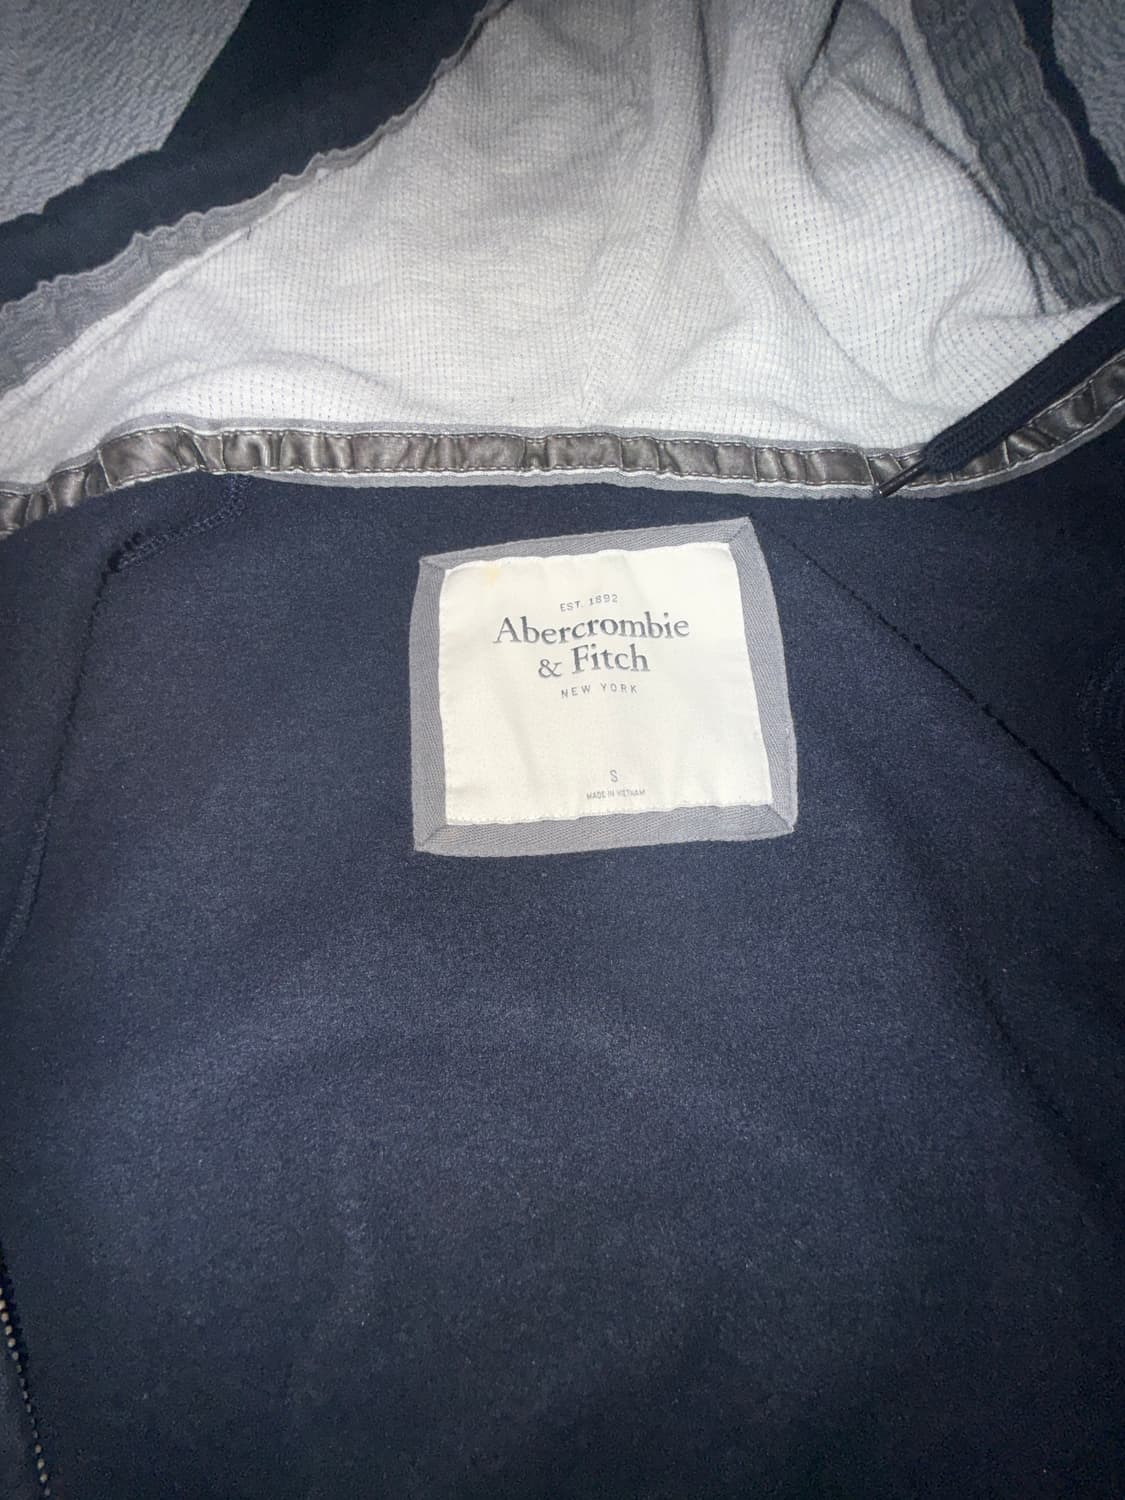 EST. 1892
Abercrombie
& Fitch
NEW YORK
S
MADE IN VIETNAM